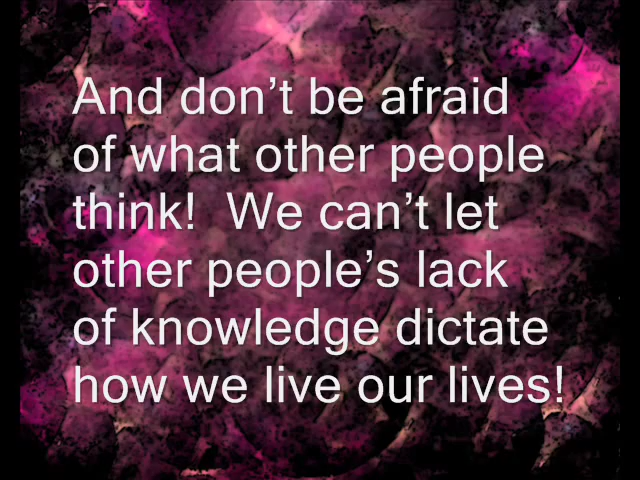 And don’t be afraid
of what other people
think!  We can’t let
other people’s lack
of knowledge dictate
how we live our lives!